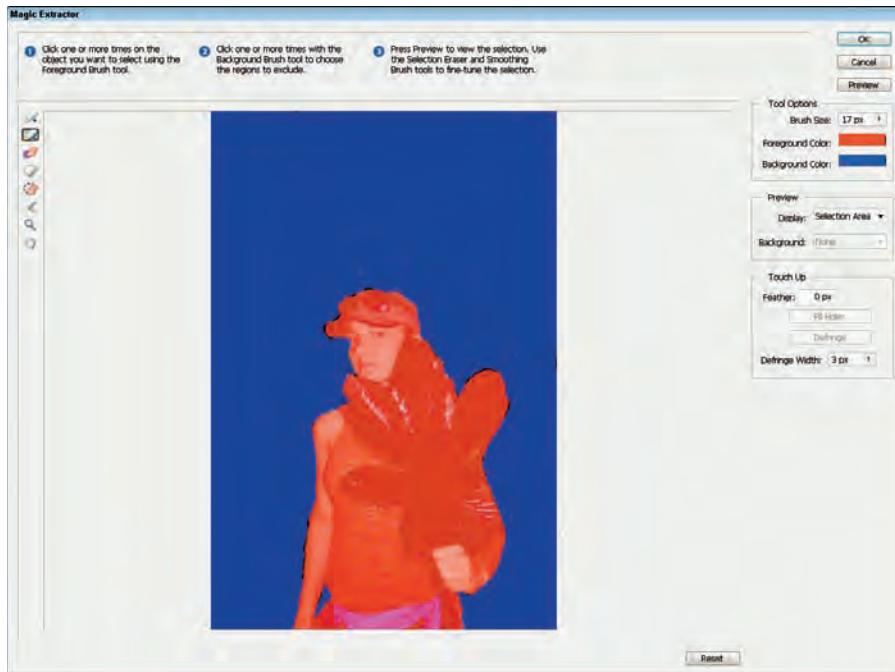 Magic Extractor
1 Click one or more times on the
object you want to select using the
Foreground Brush tool.
2 Click one or more times with the
Background Brush tool to choose
the regions to exclude.
3 Press Preview to view the selection. Use
the Selection Eraser and Smoothing
Brush tools to fine-tune the selection.
OK
Cancel
Preview
Tool Options
Brush Size: 17 px
Foreground Color:
Background Color:
Preview
Display: Selection Area
Background: None
Touch Up
Feather: 0 px
Fill Holes
Defringe
Defringe Width: 3 px
Reset